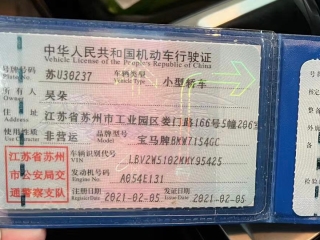 中华人民共和国机动车行驶证
Vehicle License of the People's Republic of China
号牌号码 苏U30237 车辆类型 小型轿车
Plate No. Vehicle Type
所有人 吴朵
Owner
住址 江苏省苏州市工业园区娄门路166号5幢206室
Address
使用性质 非营运 品牌型号 宝马牌BMW7154GC
Use Character Model
江苏省苏州市公安局交通警察支队
车辆识别代号 LBV2W5102KMY95425
VIN
发动机号码 A054E131
Engine No.
注册日期 2021-02-05 发证日期 2021-02-05
Register Date Issue Date